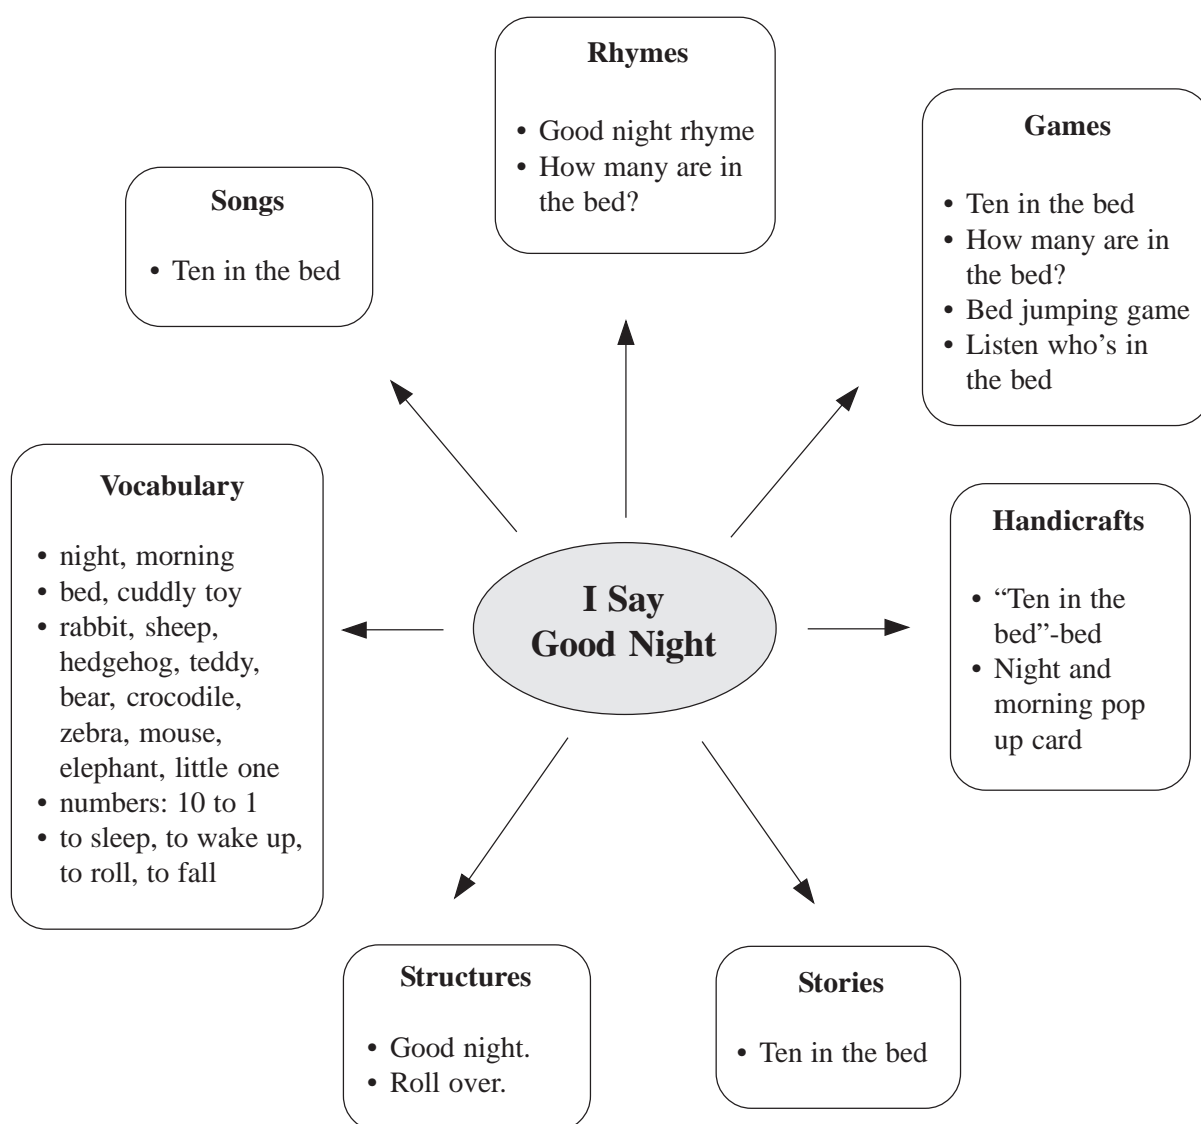 Rhymes
• Good night rhyme
• How many are in
the bed?
Games
• Ten in the bed
• How many are in
the bed?
• Bed jumping game
• Listen who's in
the bed
Songs
• Ten in the bed
Vocabulary
• night, morning
• bed, cuddly toy
• rabbit, sheep,
hedgehog, teddy,
bear, crocodile,
zebra, mouse,
elephant, little one
• numbers: 10 to 1
• to sleep, to wake up,
to roll, to fall
I Say
Good Night
Handicrafts
• “Ten in the
bed”-bed
• Night and
morning pop
up card
Structures
• Good night.
• Roll over.
Stories
• Ten in the bed